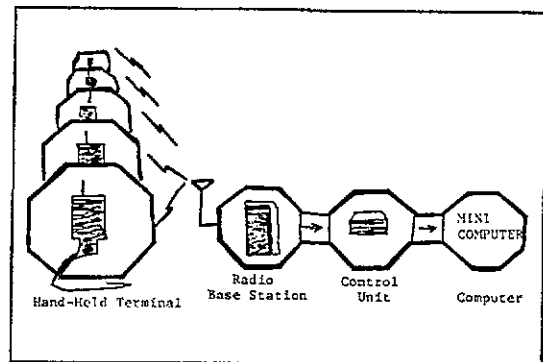 MINI
COMPUTER
Hand-Held Terminal
Radio
Base Station
Control
Unit
Computer